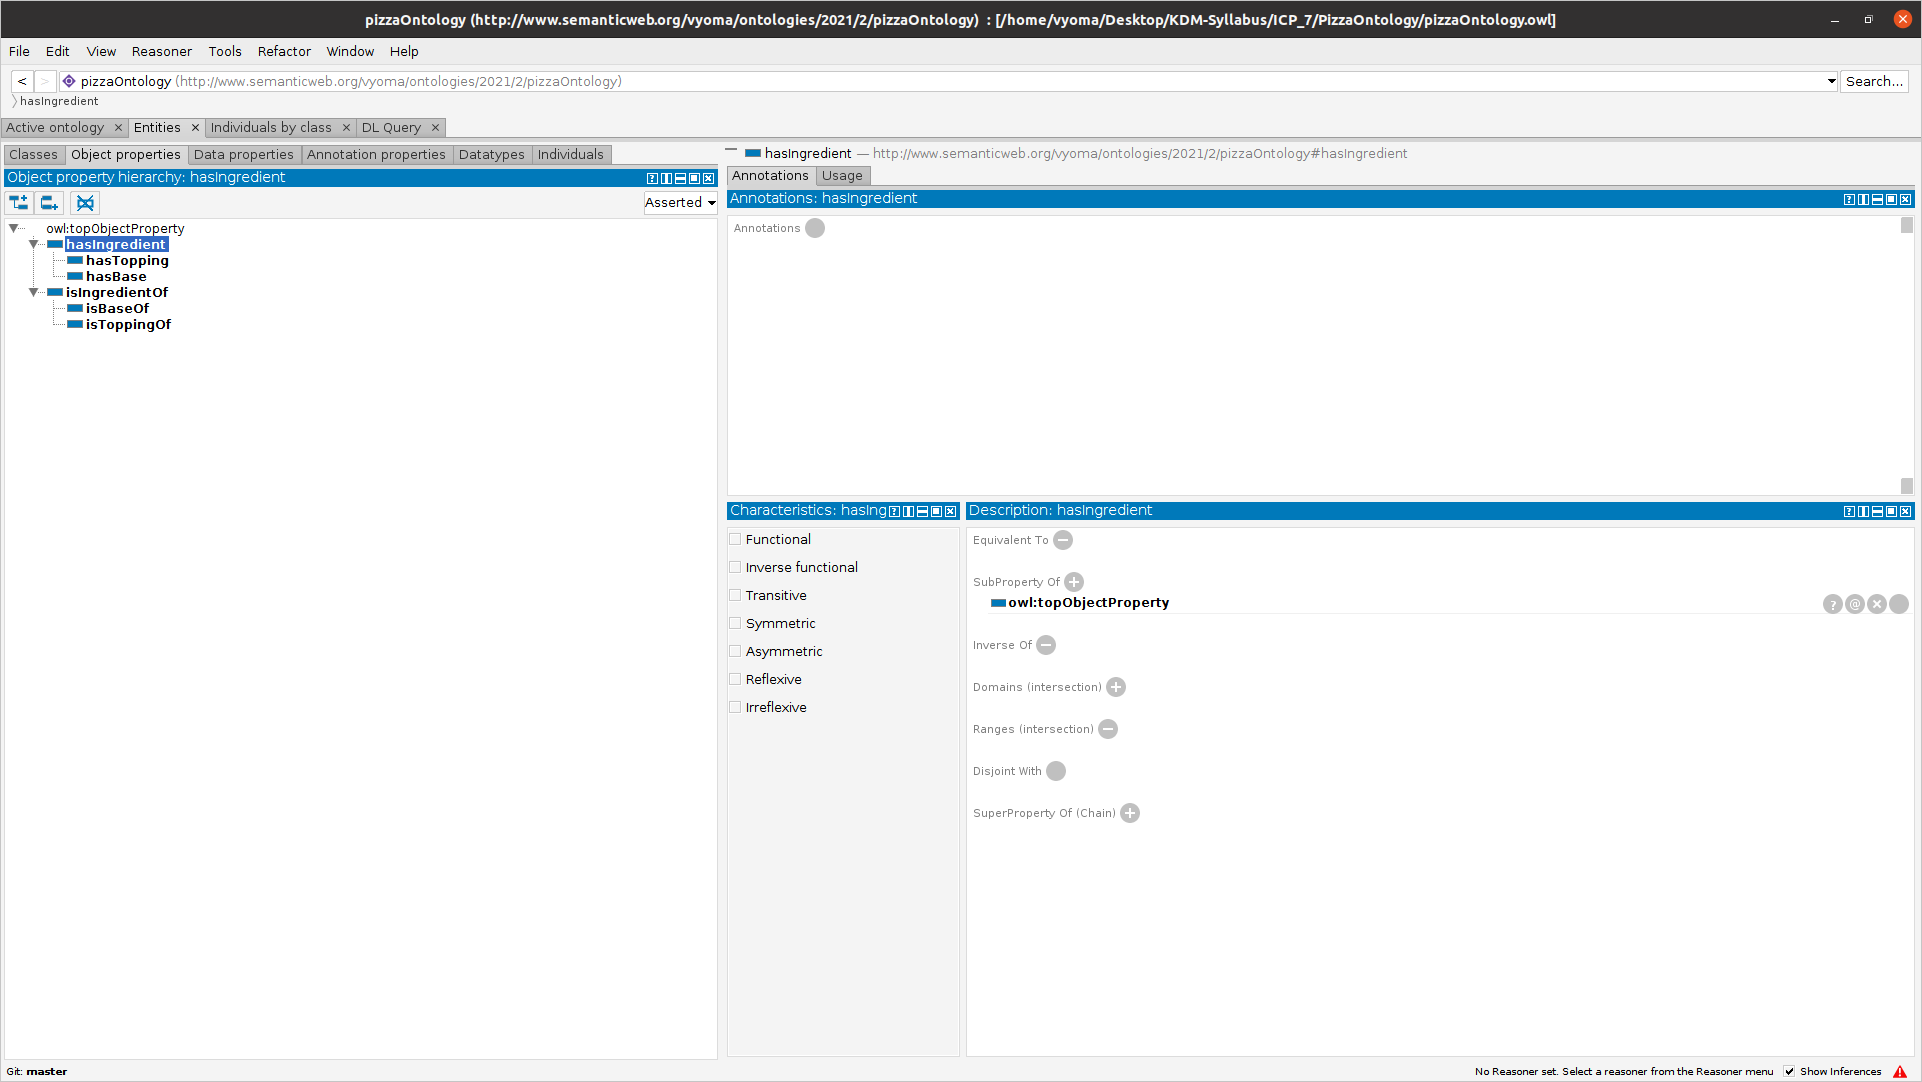 pizzaOntology (http://www.semanticweb.org/vyoma/ontologies/2021/2/pizzaOntology)  : [/home/vyoma/Desktop/KDM-Syllabus/ICP_7/PizzaOntology/pizzaOntology.owl]
File Edit View Reasoner Tools Refactor Window Help
< > pizzaOntology (http://www.semanticweb.org/vyoma/ontologies/2021/2/pizzaOntology) Search...
hasIngredient
Active ontology × Entities × Individuals by class × DL Query ×
Classes Object properties Data properties Annotation properties Datatypes Individuals
Object property hierarchy: hasIngredient
Asserted
owl:topObjectProperty
hasIngredient
hasTopping
hasBase
isIngredientOf
isBaseOf
isToppingOf
hasIngredient — http://www.semanticweb.org/vyoma/ontologies/2021/2/pizzaOntology#hasIngredient
Annotations Usage
Annotations: hasIngredient
Annotations
Characteristics: hasIng
Functional
Inverse functional
Transitive
Symmetric
Asymmetric
Reflexive
Irreflexive
Description: hasIngredient
Equivalent To
SubProperty Of
owl:topObjectProperty
Inverse Of
Domains (intersection)
Ranges (intersection)
Disjoint With
SuperProperty Of (Chain)
Git: master
No Reasoner set. Select a reasoner from the Reasoner menu Show Inferences